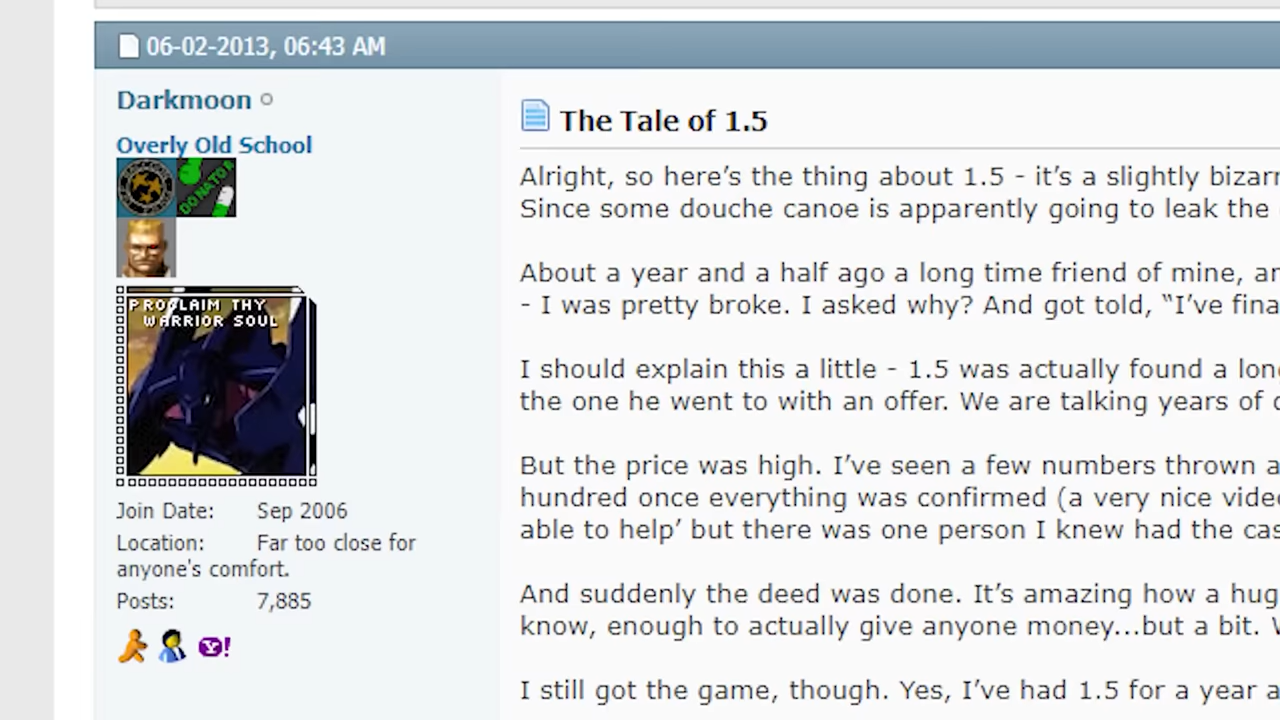 06-02-2013, 06:43 AM
Darkmoon
Overly Old School
DONATOR
PROCLAIM THY
WARRIOR SOUL
Join Date: Sep 2006
Location: Far too close for
anyone's comfort.
Posts: 7,885
Y!
The Tale of 1.5
Alright, so here’s the thing about 1.5 - it’s a slightly
Since some douche canoe is apparently going to leak the
About a year and a half ago a long time friend of mine,
- I was pretty broke. I asked why? And got told, “I’ve
I should explain this a little - 1.5 was actually found a
the one he went to with an offer. We are talking years of
But the price was high. I’ve seen a few numbers thrown
hundred once everything was confirmed (a very nice
able to help’ but there was one person I knew had the
And suddenly the deed was done. It’s amazing how a
know, enough to actually give anyone money...but a bit.
I still got the game, though. Yes, I’ve had 1.5 for a year